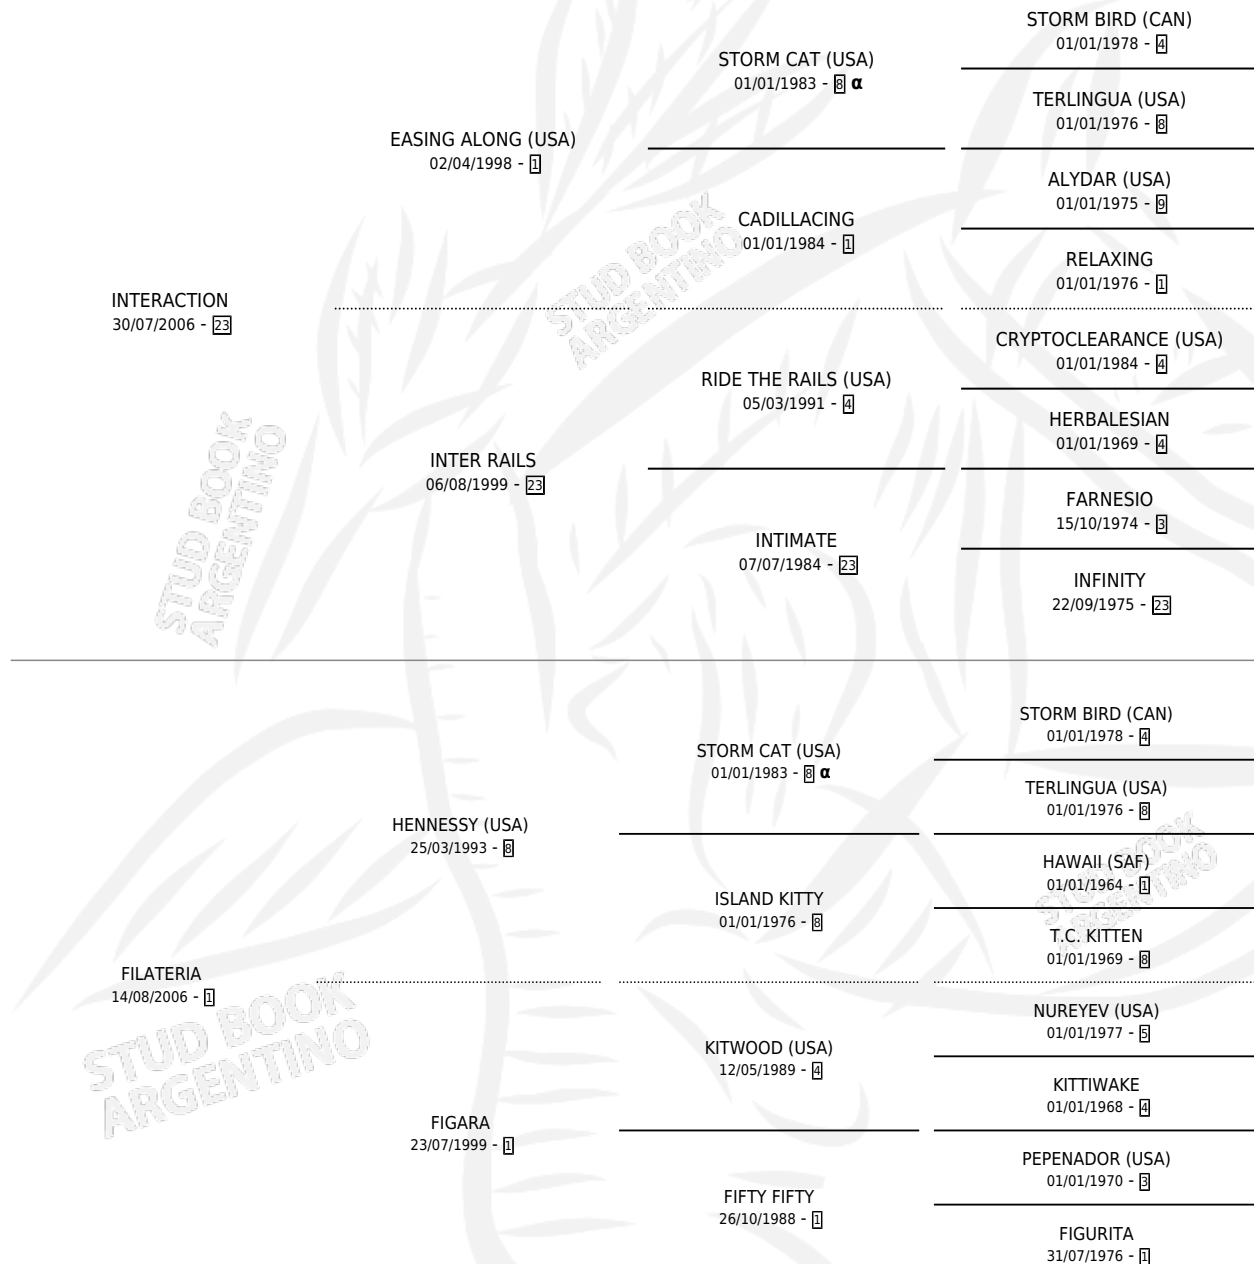 STORM BIRD (CAN)
01/01/1978 - 4
STORM CAT (USA)
01/01/1983 - 8 α
TERLINGUA (USA)
01/01/1976 - 8
EASING ALONG (USA)
02/04/1998 - 1
ALYDAR (USA)
01/01/1975 - 9
CADILLACING
01/01/1984 - 1
RELAXING
01/01/1976 - 1
INTERACTION
30/07/2006 - 23
CRYPTOCLEARANCE (USA)
01/01/1984 - 4
RIDE THE RAILS (USA)
05/03/1991 - 4
HERBALESIAN
01/01/1969 - 4
INTER RAILS
06/08/1999 - 23
FARNESIO
15/10/1974 - 3
INTIMATE
07/07/1984 - 23
INFINITY
22/09/1975 - 23
STORM BIRD (CAN)
01/01/1978 - 4
STORM CAT (USA)
01/01/1983 - 8 α
TERLINGUA (USA)
01/01/1976 - 8
HENNESSY (USA)
25/03/1993 - 8
HAWAII (SAF)
01/01/1964 - 1
ISLAND KITTY
01/01/1976 - 8
T.C. KITTEN
01/01/1969 - 8
FILATERIA
14/08/2006 - 1
NUREYEV (USA)
01/01/1977 - 5
KITWOOD (USA)
12/05/1989 - 4
KITTIWAKE
01/01/1968 - 4
FIGARA
23/07/1999 - 1
PEPENADOR (USA)
01/01/1970 - 3
FIFTY FIFTY
26/10/1988 - 1
FIGURITA
31/07/1976 - 1
STUD BOOK
ARGENTINO
STUD BOOK
ARGENTINO
STUD BOOK
ARGENTINO
STUD BOOK
ARGENTINO